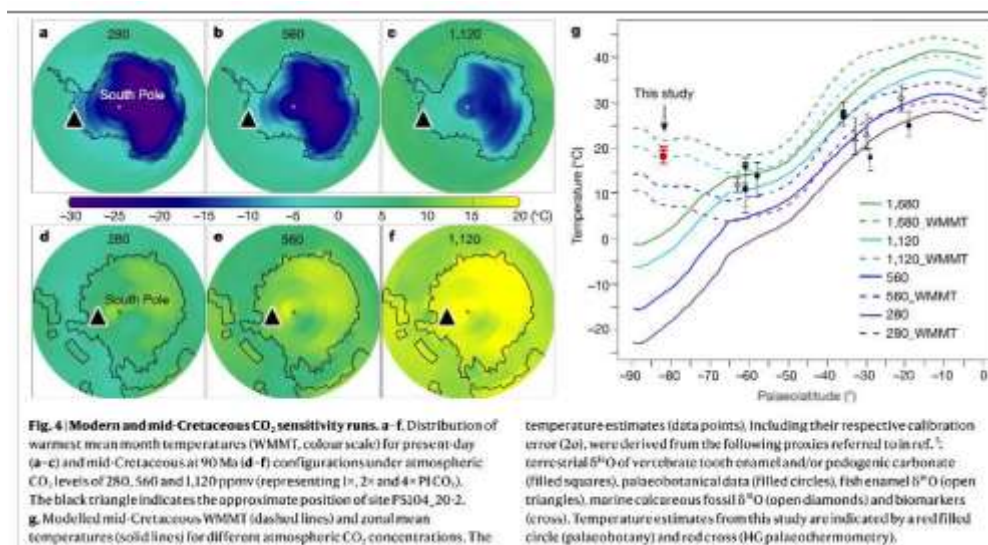 a
280
South Pole
b
560
c
1,120
−30 −25 −20 −15 −10 −5 0 5 10 15 20 (°C)
d
280
South Pole
e
560
f
1,120
g
This study
Temperature (°C)
40
30
20
10
0
−10
−20
1,680
1,680_WMMT
1,120
1,120_WMMT
560
560_WMMT
280
280_WMMT
−90 −80 −70 −60 −50 −40 −30 −20 −10 0
Palaeolatitude (°)
Fig. 4 | Modern and mid-Cretaceous CO₂ sensitivity runs. a–f, Distribution of
warmest mean month temperatures (WMMT, colour scale) for present-day
(a–c) and mid-Cretaceous at 90 Ma (d–f) configurations under atmospheric
CO₂ levels of 280, 560 and 1,120 ppmv (representing 1×, 2× and 4× PI CO₂).
The black triangle indicates the approximate position of site PS104_20-2.
g, Modelled mid-Cretaceous WMMT (dashed lines) and zonal mean
temperatures (solid lines) for different atmospheric CO₂ concentrations. The
temperature estimates (data points), including their respective calibration
error (2σ), were derived from the following proxies referred to in ref.
terrestrial δ¹⁸O of vertebrate tooth enamel and/or pedogenic carbonate
(filled squares), palaeobotanical data (filled circles), fish enamel δ¹⁸O (open
triangles), marine calcareous fossil δ¹⁸O (open diamonds) and biomarkers
(cross). Temperature estimates from this study are indicated by a red filled
circle (palaeobotany) and red cross (HG palaeothermometry).